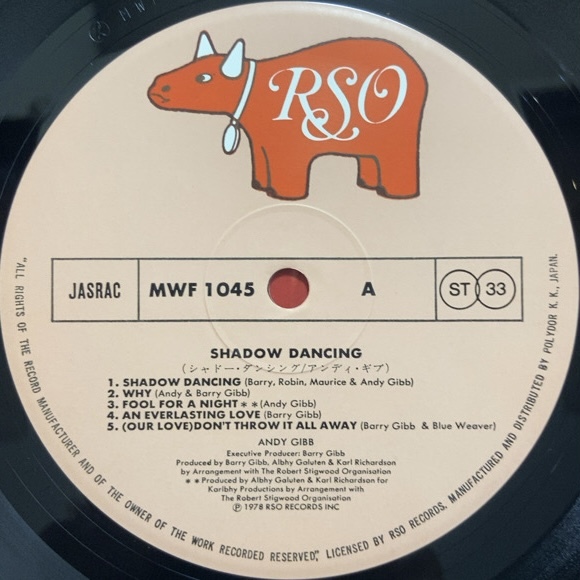 RSO
JASRAC
MWF 1045
A
ST 33
SHADOW DANCING
(シャドー・ダンシング/アンディ・ギブ)
1. SHADOW DANCING (Barry, Robin, Maurice & Andy Gibb)
2. WHY (Andy & Barry Gibb)
3. FOOL FOR A NIGHT ** (Andy Gibb)
4. AN EVERLASTING LOVE (Barry Gibb)
5. (OUR LOVE)DON'T THROW IT ALL AWAY (Barry Gibb & Blue Weaver)
ANDY GIBB
Executive Producer: Barry Gibb
Produced by Barry Gibb, Albhy Galuten & Karl Richardson
by Arrangement with The Robert Stigwood Organisation
**Produced by Albhy Galuten & Karl Richardson for
Karlbhy Productions by Arrangement with
The Robert Stigwood Organisation
Ⓟ 1978 RSO RECORDS INC
"ALL RIGHTS OF THE RECORD MANUFACTURER AND OF THE OWNER OF THE WORK RECORDED RESERVED", LICENSED BY RSO RECORDS. MANUFACTURED AND DISTRIBUTED BY POLYDOR K. K., JAPAN.